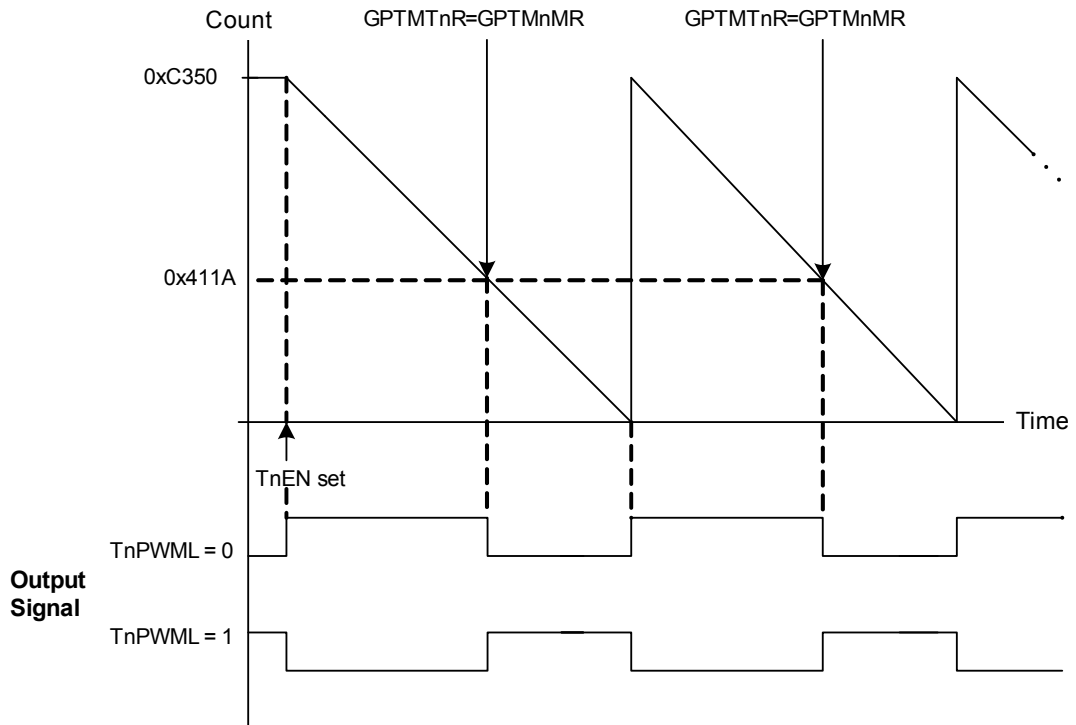 Count
GPTMTnR=GPTMnMR
GPTMTnR=GPTMnMR
0xC350
0x411A
Time
TnEN set
TnPWML = 0
Output
Signal
TnPWML = 1